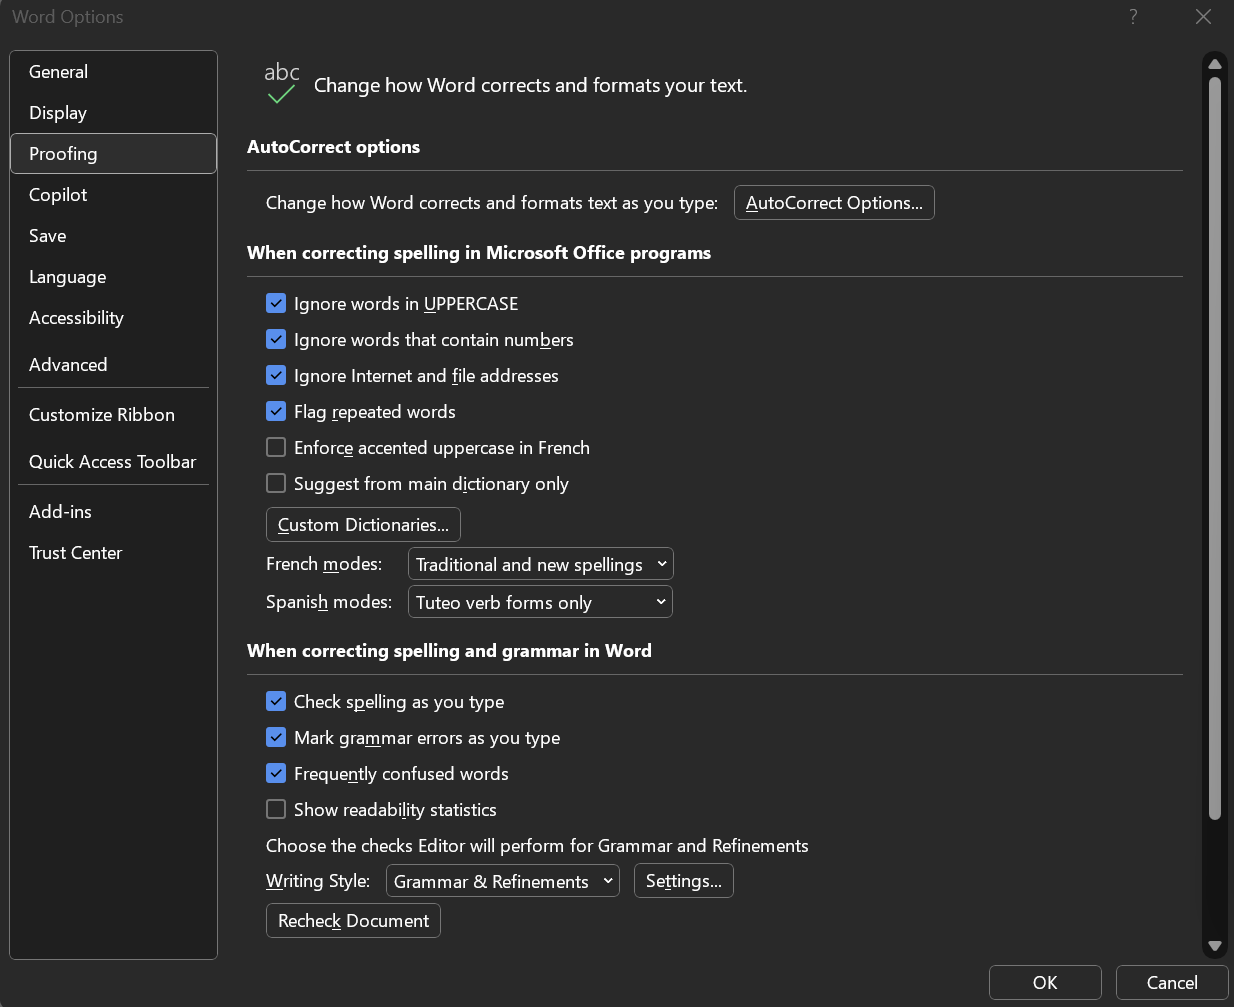 Word Options
?
General
Display
Proofing
Copilot
Save
Language
Accessibility
Advanced
Customize Ribbon
Quick Access Toolbar
Add-ins
Trust Center
abc
Change how Word corrects and formats your text.
AutoCorrect options
Change how Word corrects and formats text as you type: AutoCorrect Options...
When correcting spelling in Microsoft Office programs
Ignore words in UPPERCASE
Ignore words that contain numbers
Ignore Internet and file addresses
Flag repeated words
Enforce accented uppercase in French
Suggest from main dictionary only
Custom Dictionaries...
French modes: Traditional and new spellings
Spanish modes: Tuteo verb forms only
When correcting spelling and grammar in Word
Check spelling as you type
Mark grammar errors as you type
Frequently confused words
Show readability statistics
Choose the checks Editor will perform for Grammar and Refinements
Writing Style: Grammar & Refinements Settings...
Recheck Document
OK Cancel